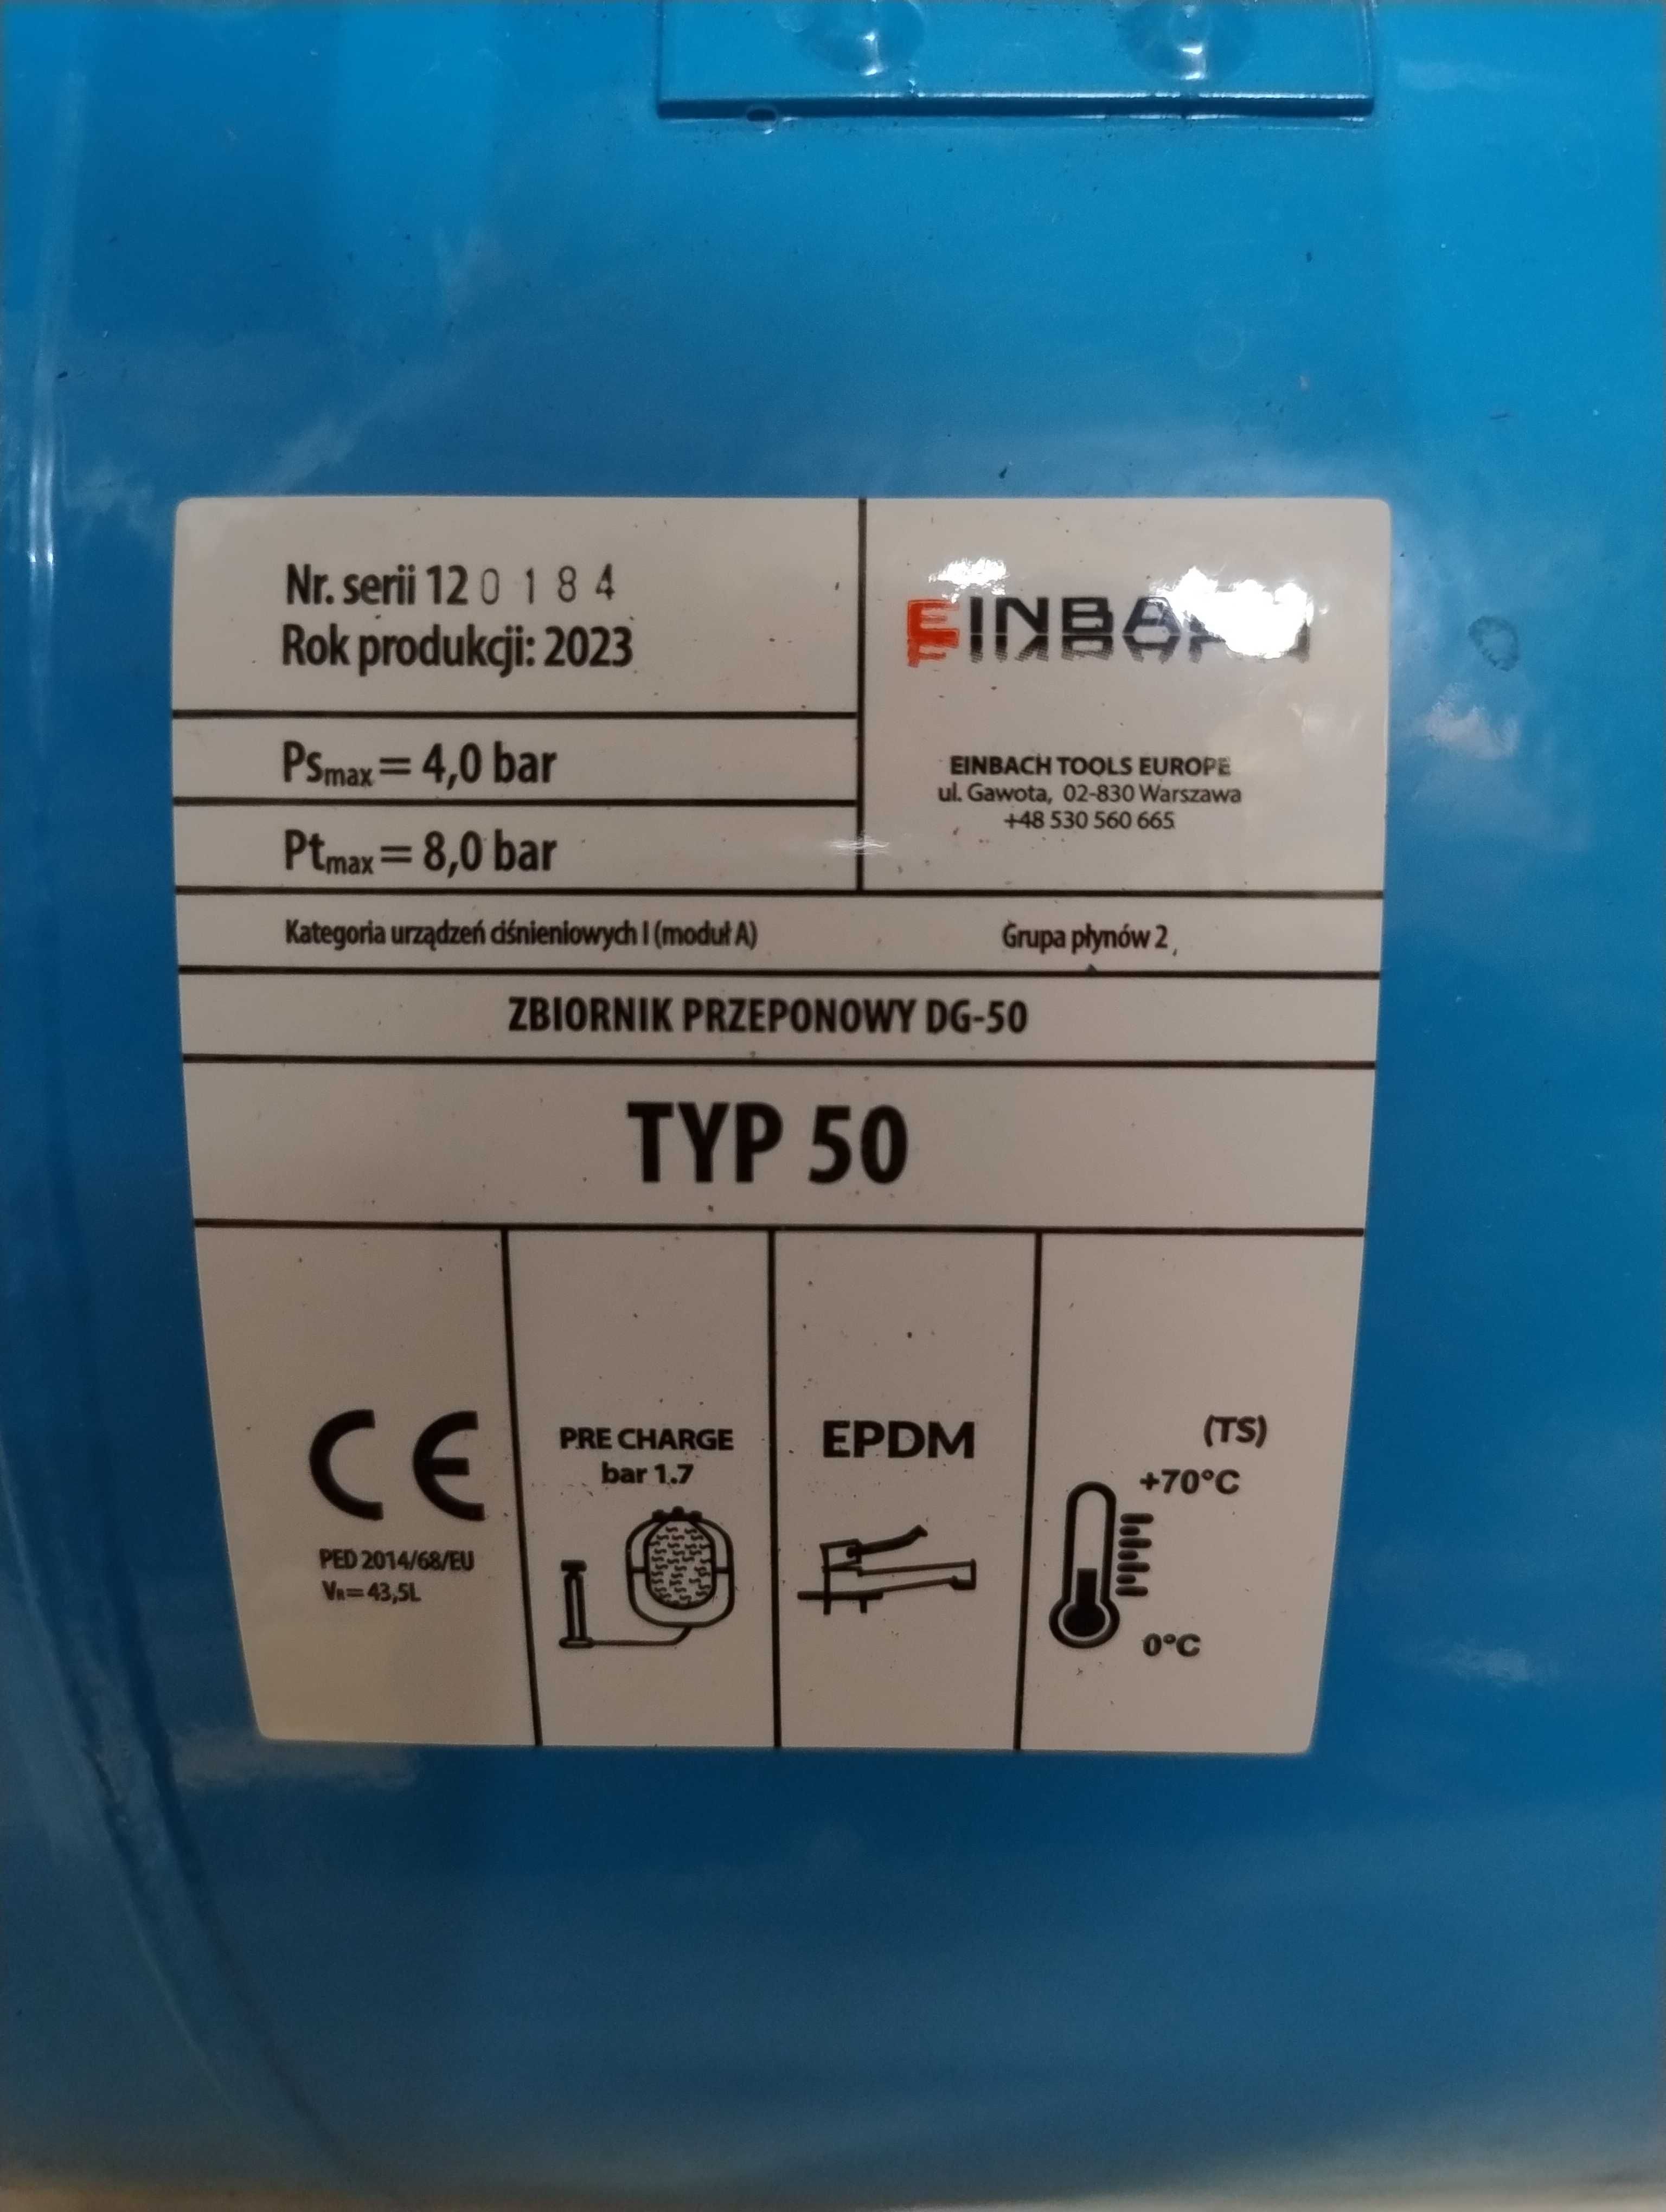 Nr. serii 120184
Rok produkcji: 2023
Psmax = 4,0 bar
Ptmax = 8,0 bar
EINBACH TOOLS EUROPE
ul. Gawota, 02-830 Warszawa
+48 530 560 665
Kategoria urządzeń ciśnieniowych I (moduł A)
Grupa płynów 2
ZBIORNIK PRZEPONOWY DG-50
TYP 50
CE
PED 2014/68/EU
VR= 43,5L
PRE CHARGE
bar 1.7
EPDM
(TS)
+70°C
0°C